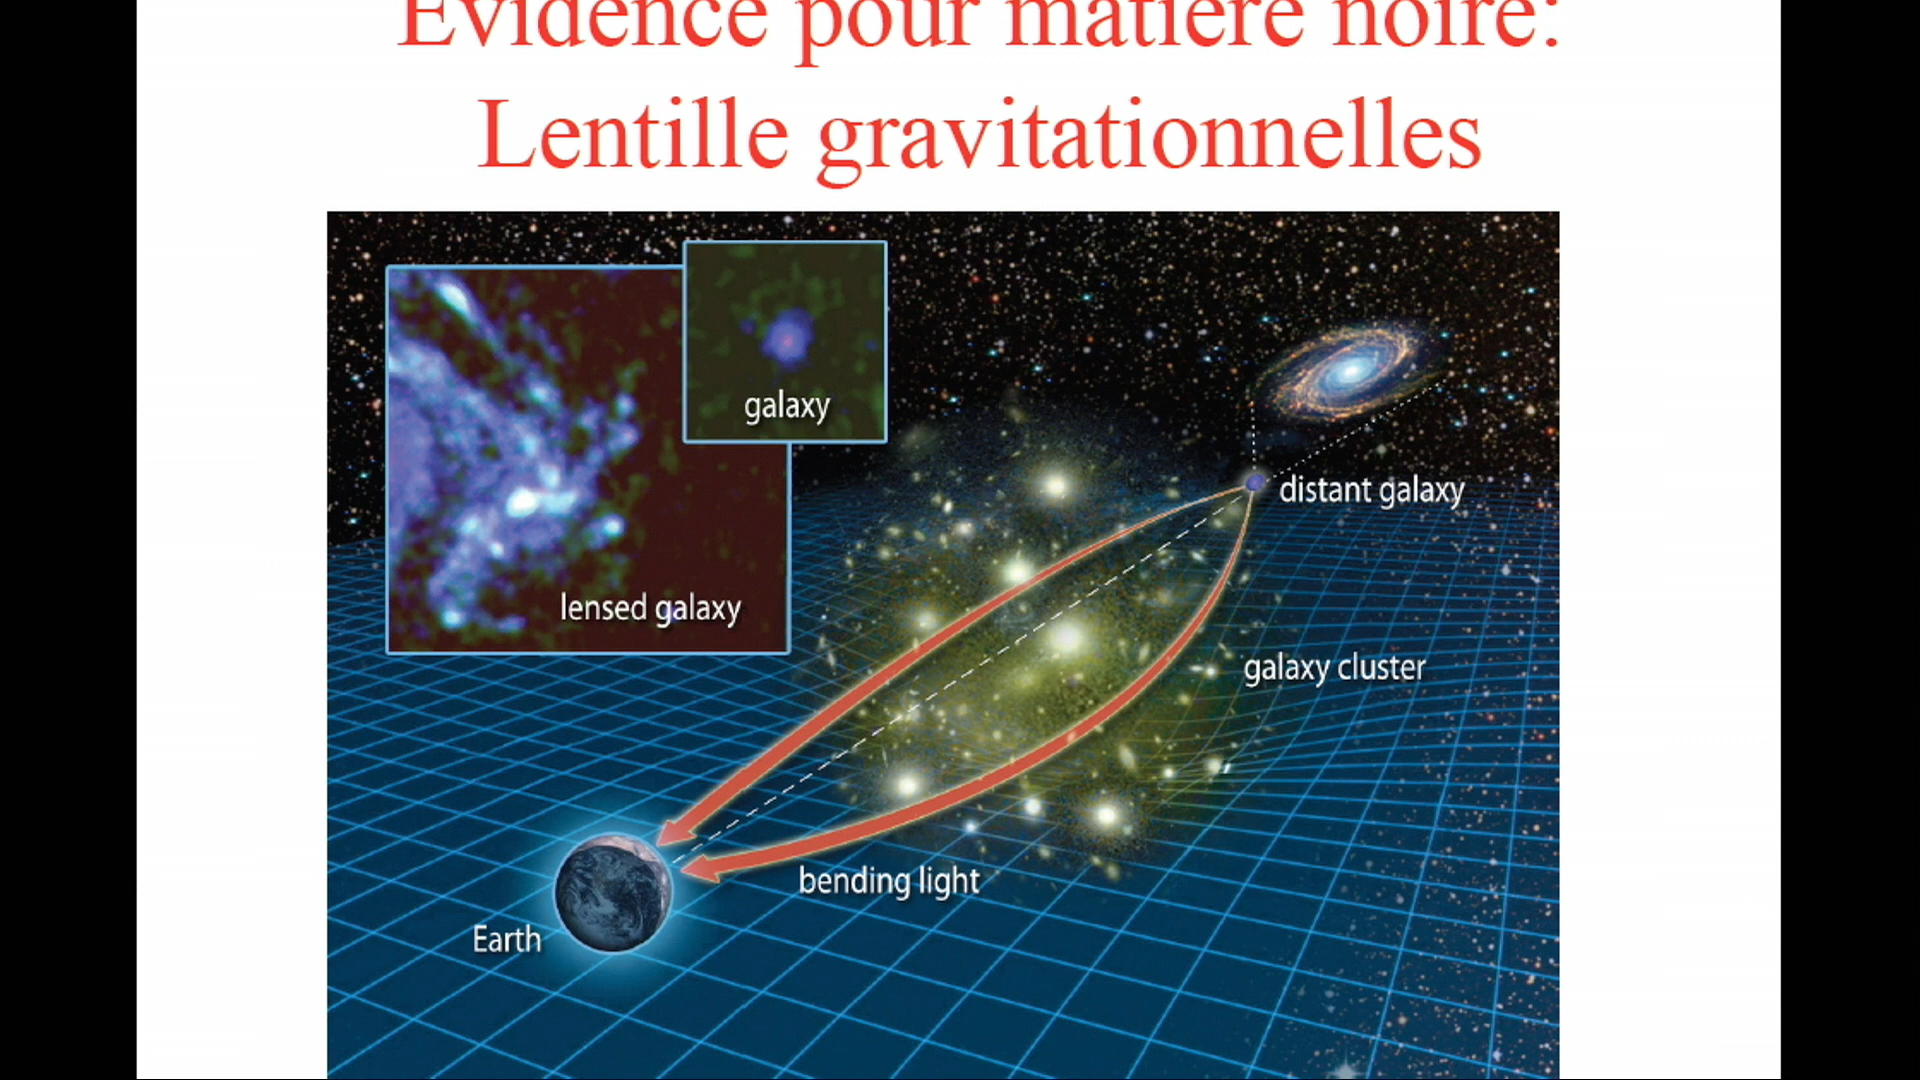 Evidence pour matière noire:
Lentille gravitationnelles
galaxy
lensed galaxy
distant galaxy
galaxy cluster
bending light
Earth